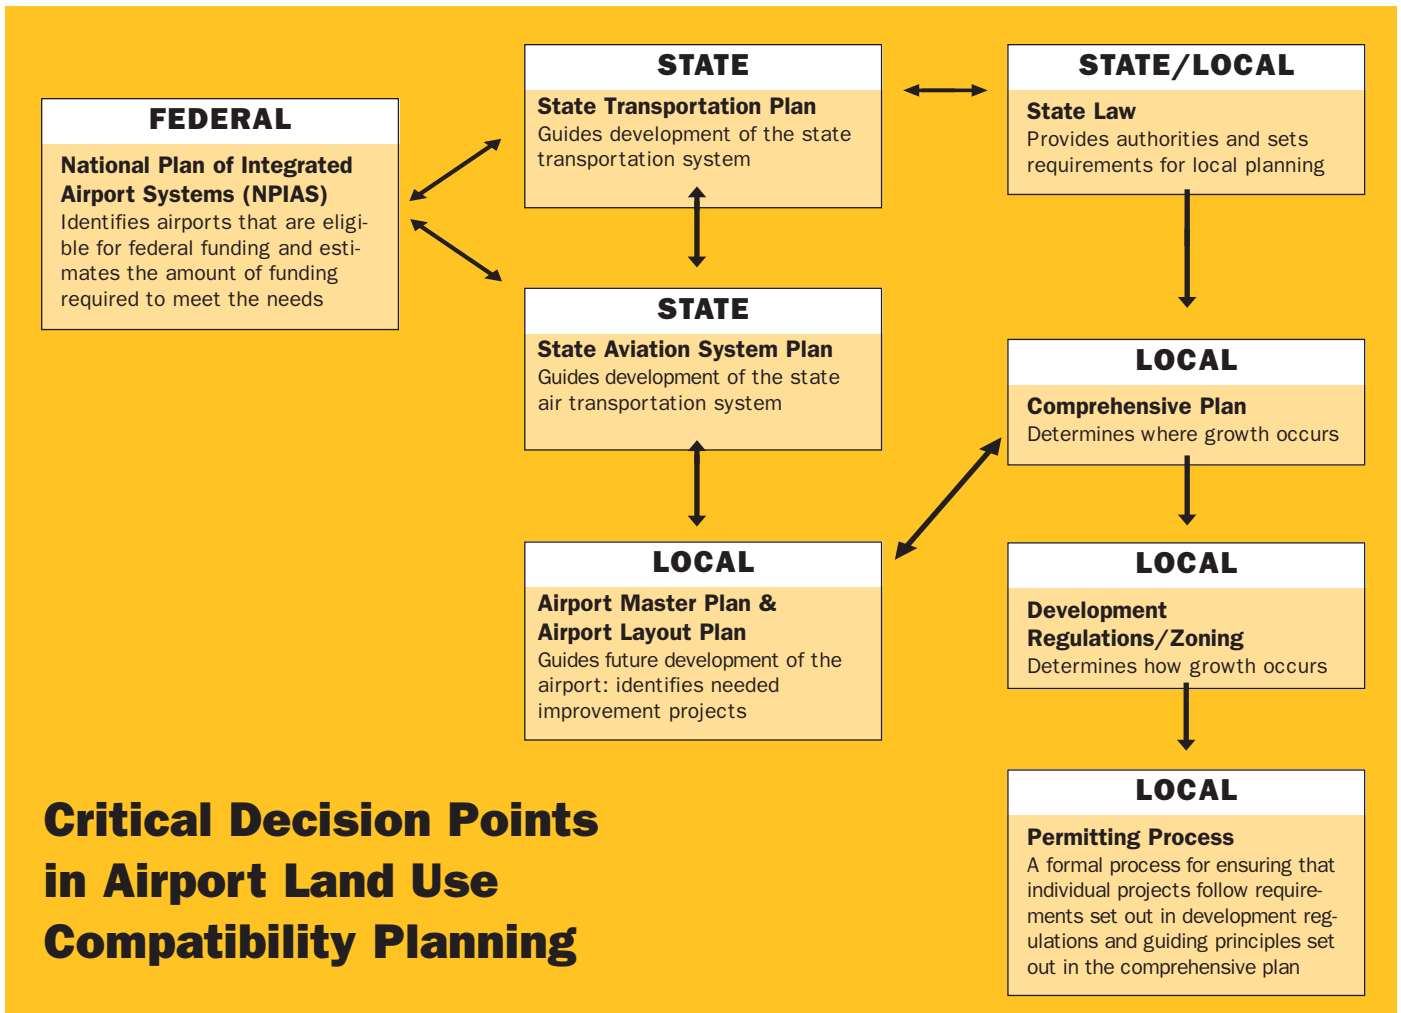 FEDERAL
National Plan of Integrated
Airport Systems (NPIAS)
Identifies airports that are eligi-
ble for federal funding and esti-
mates the amount of funding
required to meet the needs
STATE
State Transportation Plan
Guides development of the state
transportation system
STATE
State Aviation System Plan
Guides development of the state
air transportation system
LOCAL
Airport Master Plan &
Airport Layout Plan
Guides future development of the
airport: identifies needed
improvement projects
STATE/LOCAL
State Law
Provides authorities and sets
requirements for local planning
LOCAL
Comprehensive Plan
Determines where growth occurs
LOCAL
Development
Regulations/Zoning
Determines how growth occurs
LOCAL
Permitting Process
A formal process for ensuring that
individual projects follow require-
ments set out in development reg-
ulations and guiding principles set
out in the comprehensive plan
Critical Decision Points
in Airport Land Use
Compatibility Planning